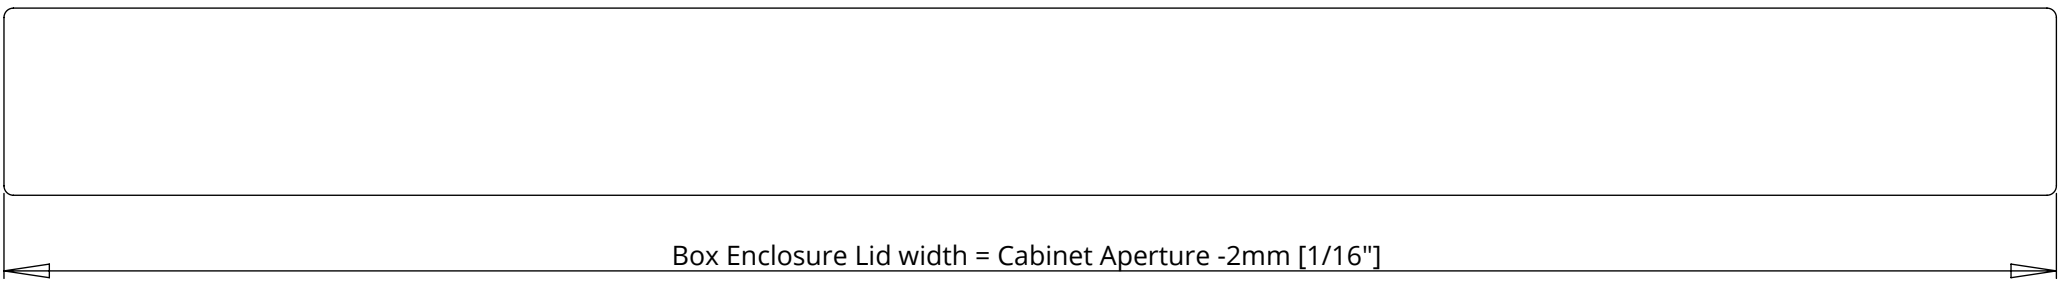 Box Enclosure Lid width = Cabinet Aperture -2mm [1/16"]